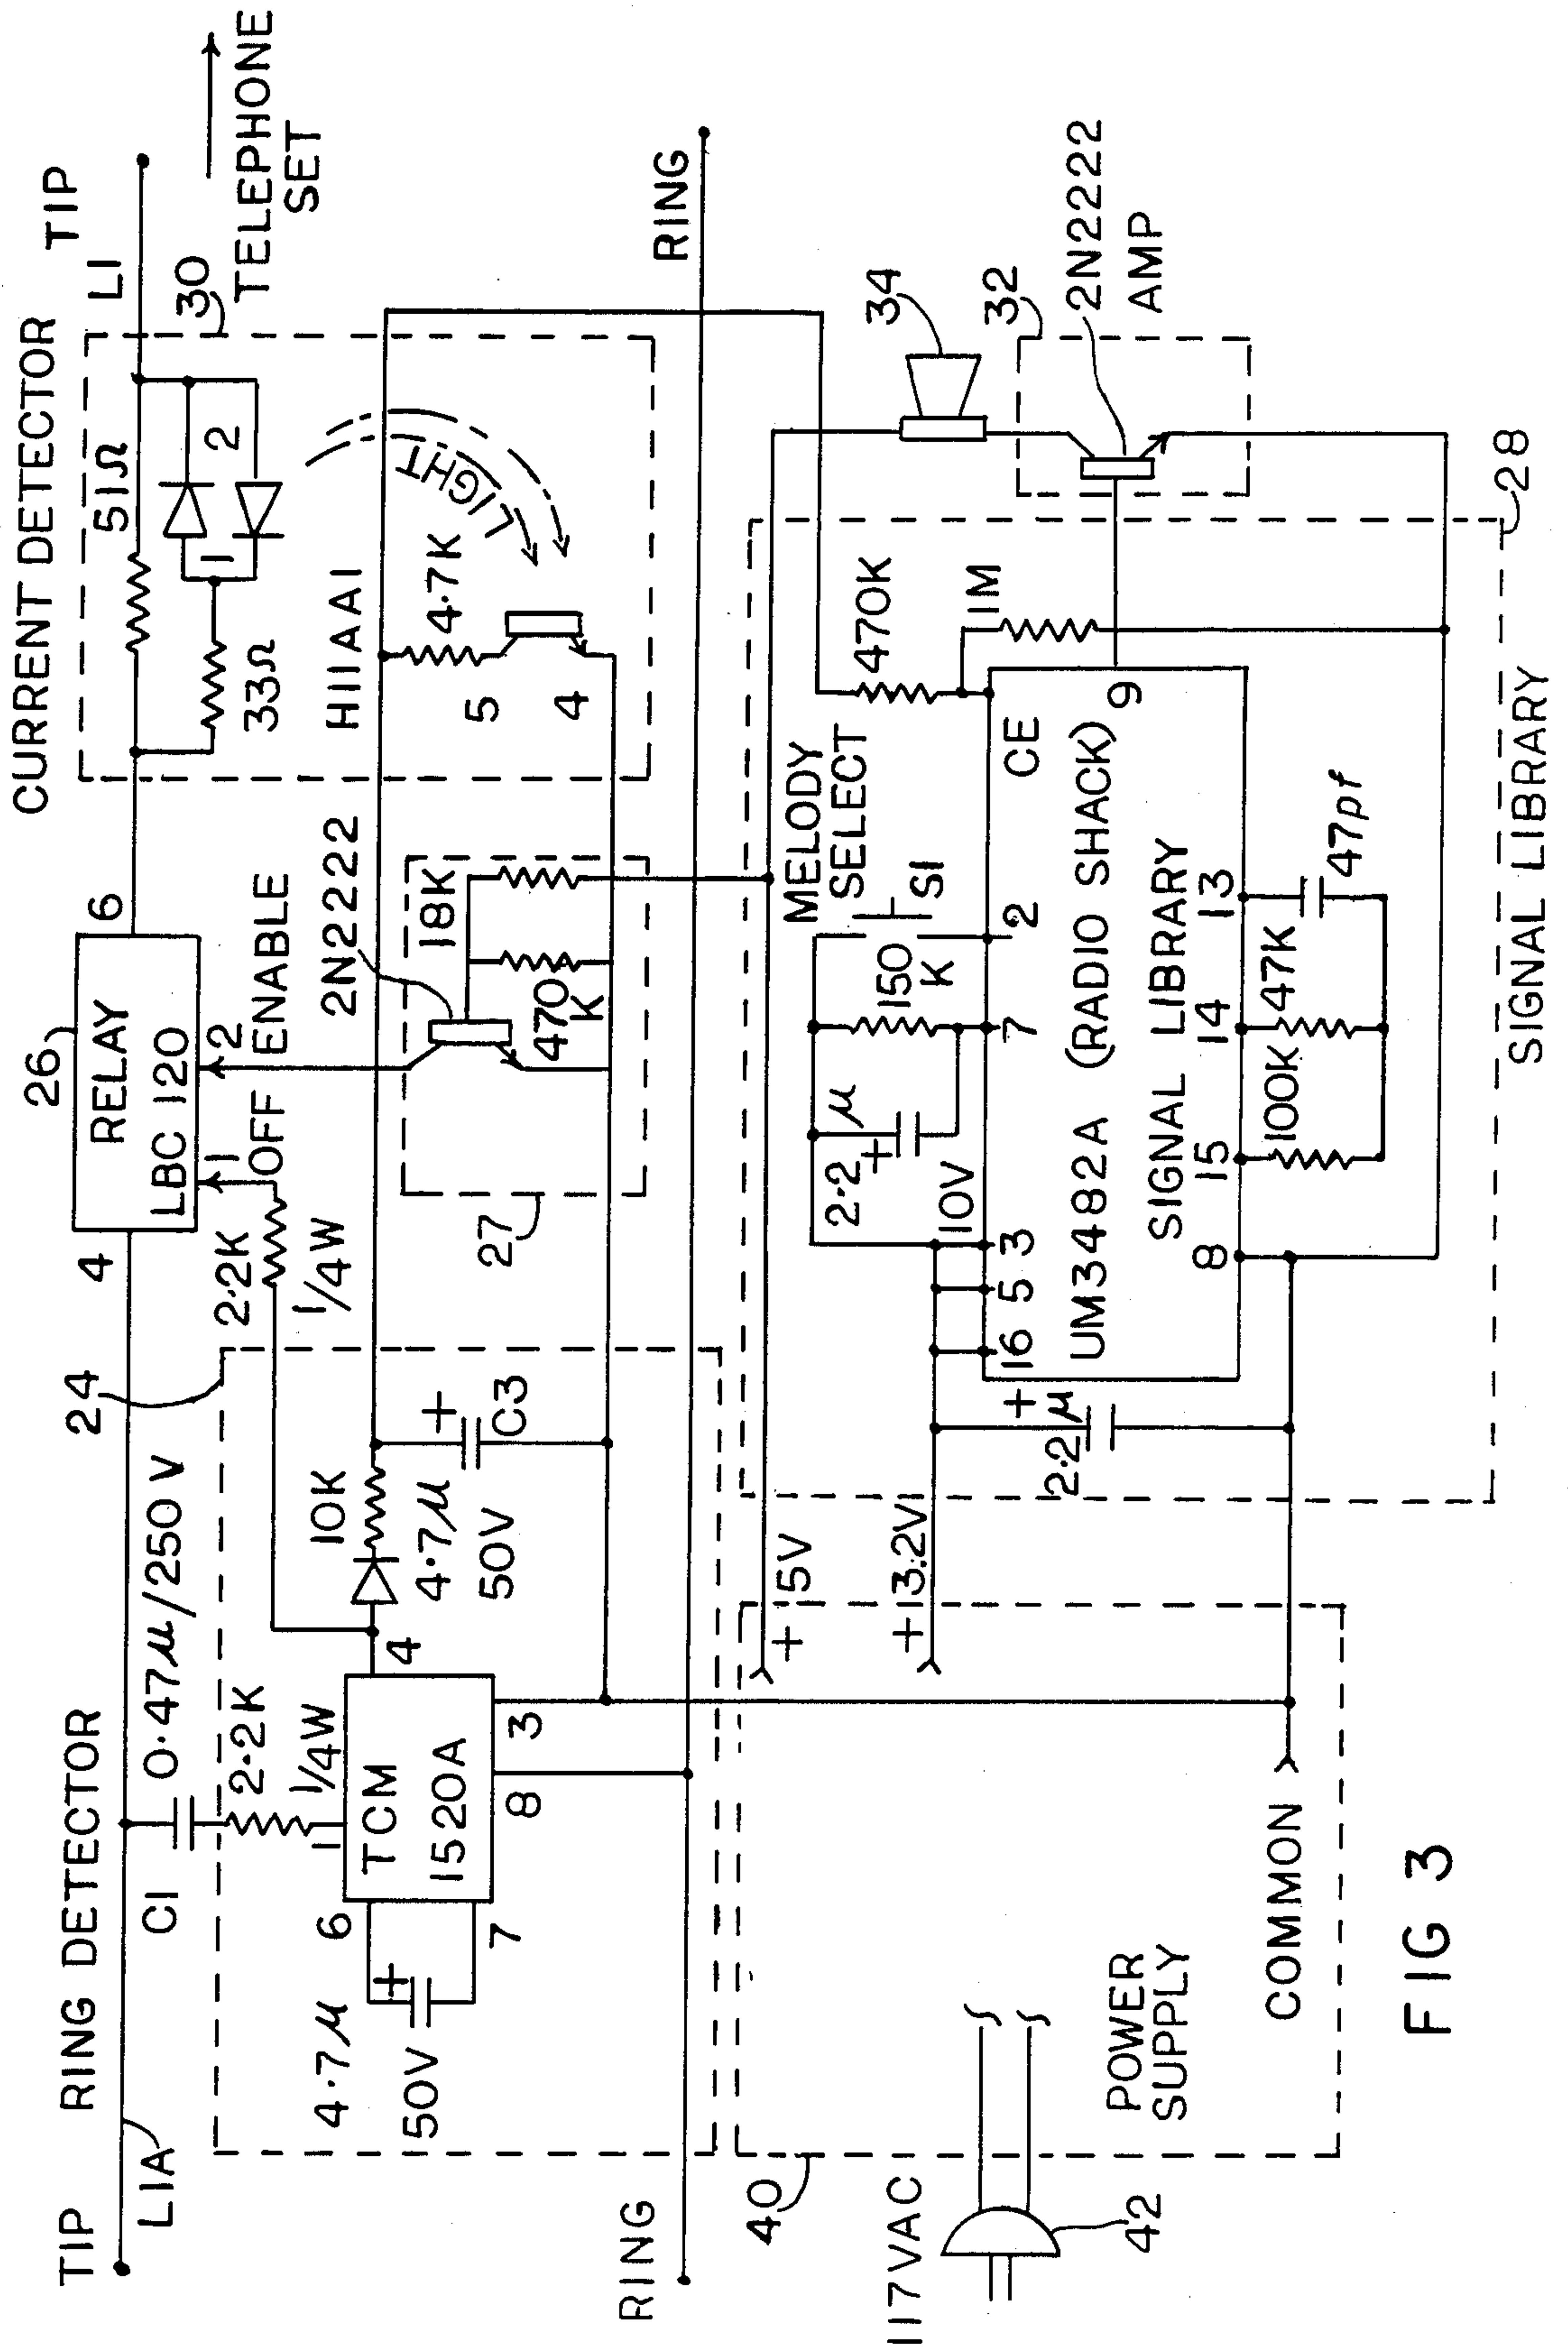 TIP
RING DETECTOR
24
26
CURRENT DETECTOR
TIP
L1A
C1
0.47µ/250V
4
RELAY
LBC 120
6
51Ω
L1
30
TELEPHONE
SET
2.2K
1/4W
2.2K
1/4W
1
OFF
2
ENABLE
33Ω
1
2
4.7µ
50V
6
7
1
TCM
1520A
4
8
3
10K
4.7µ
50V
+
+
C3
27
2N2222
18K
470
K
H11AA1
4.7K
5
4
LIGHT
RING
RING
40
117VAC
42
POWER
SUPPLY
COMMON
+ 5V
+13.2V
2.2µ
+
2.2µ
+
10V
150
K
MELODY
SELECT
S1
470K
1M
34
32
2N2222
AMP
16
5
3
7
2
CE
UM3482A (RADIO SHACK)
SIGNAL LIBRARY
9
8
15
14
13
100K
47K
47pf
28
SIGNAL LIBRARY
FIG 3